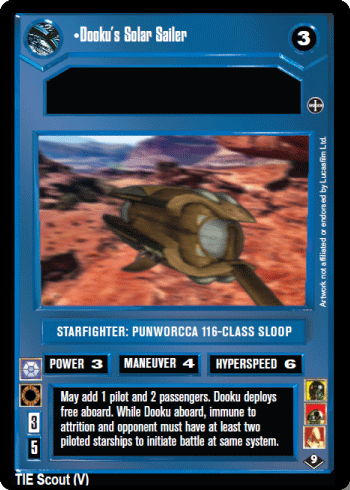 •Dooku's Solar Sailer
3
Artwork not affiliated or endorsed by Lucasfilm Ltd.
STARFIGHTER: PUNWORCCA 116-CLASS SLOOP
POWER 3
MANEUVER 4
HYPERSPEED 6
May add 1 pilot and 2 passengers. Dooku deploys
free aboard. While Dooku aboard, immune to
attrition and opponent must have at least two
piloted starships to initiate battle at same system.
3
5
9
TIE Scout (V)